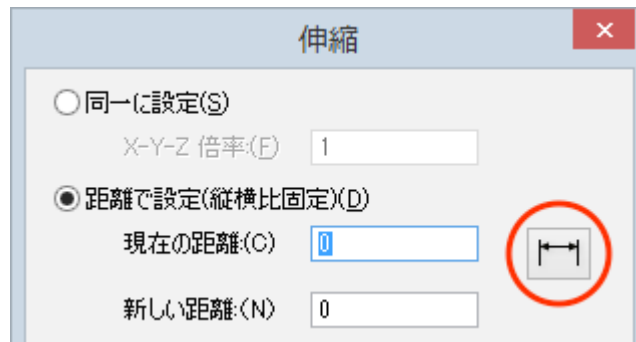 伸縮
×
同一に設定(S)
X-Y-Z 倍率:(F) 1
距離で設定(縦横比固定)(D)
現在の距離:(C) 0
新しい距離:(N) 0